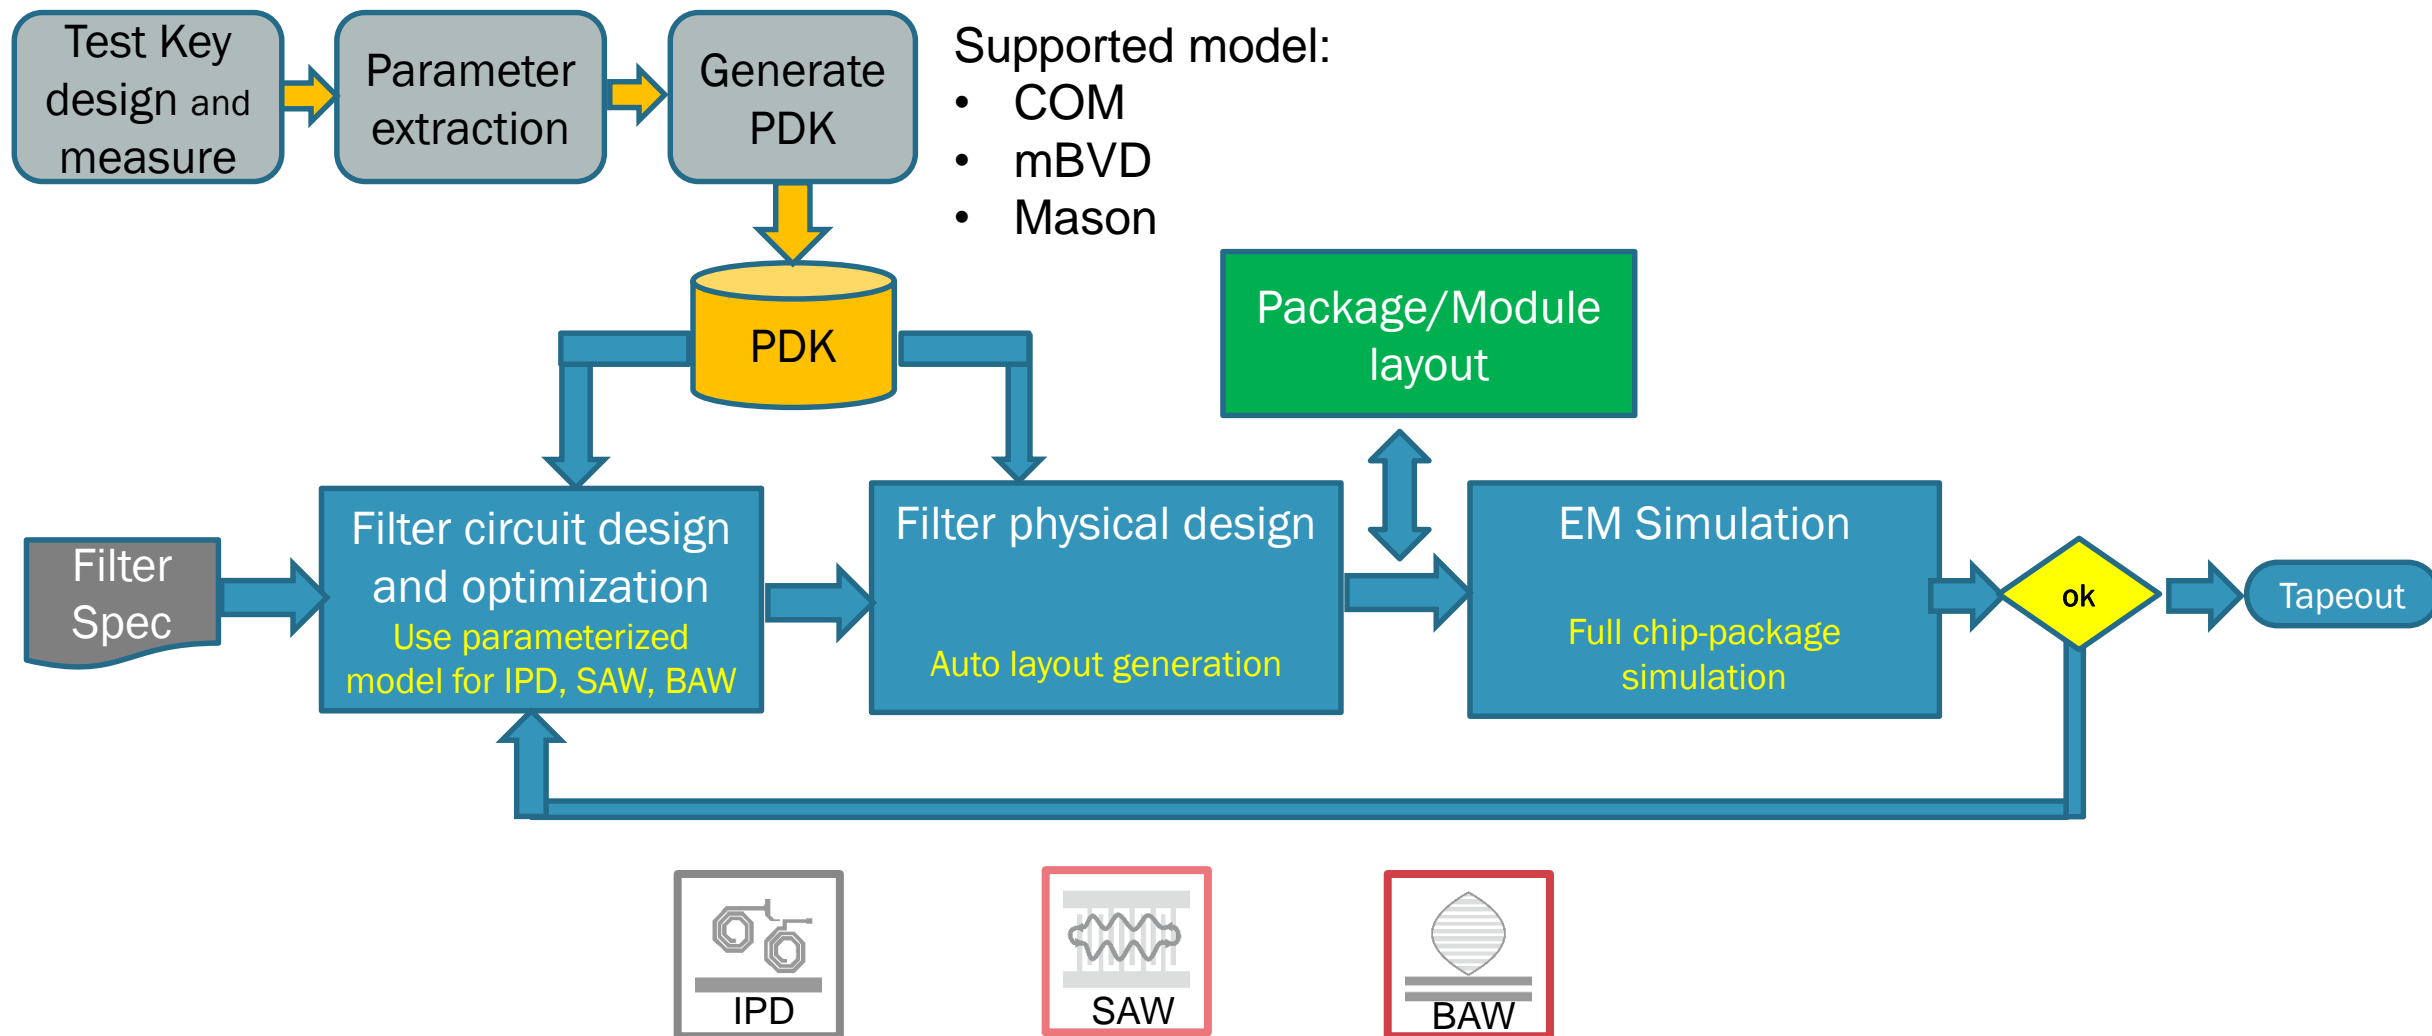 Test Key
design and
measure
Parameter
extraction
Generate
PDK
Supported model:
• COM
• mBVD
• Mason
PDK
Package/Module
layout
Filter
Spec
Filter circuit design
and optimization
Use parameterized
model for IPD, SAW, BAW
Filter physical design
Auto layout generation
EM Simulation
Full chip-package
simulation
ok
Tapeout
IPD
SAW
BAW